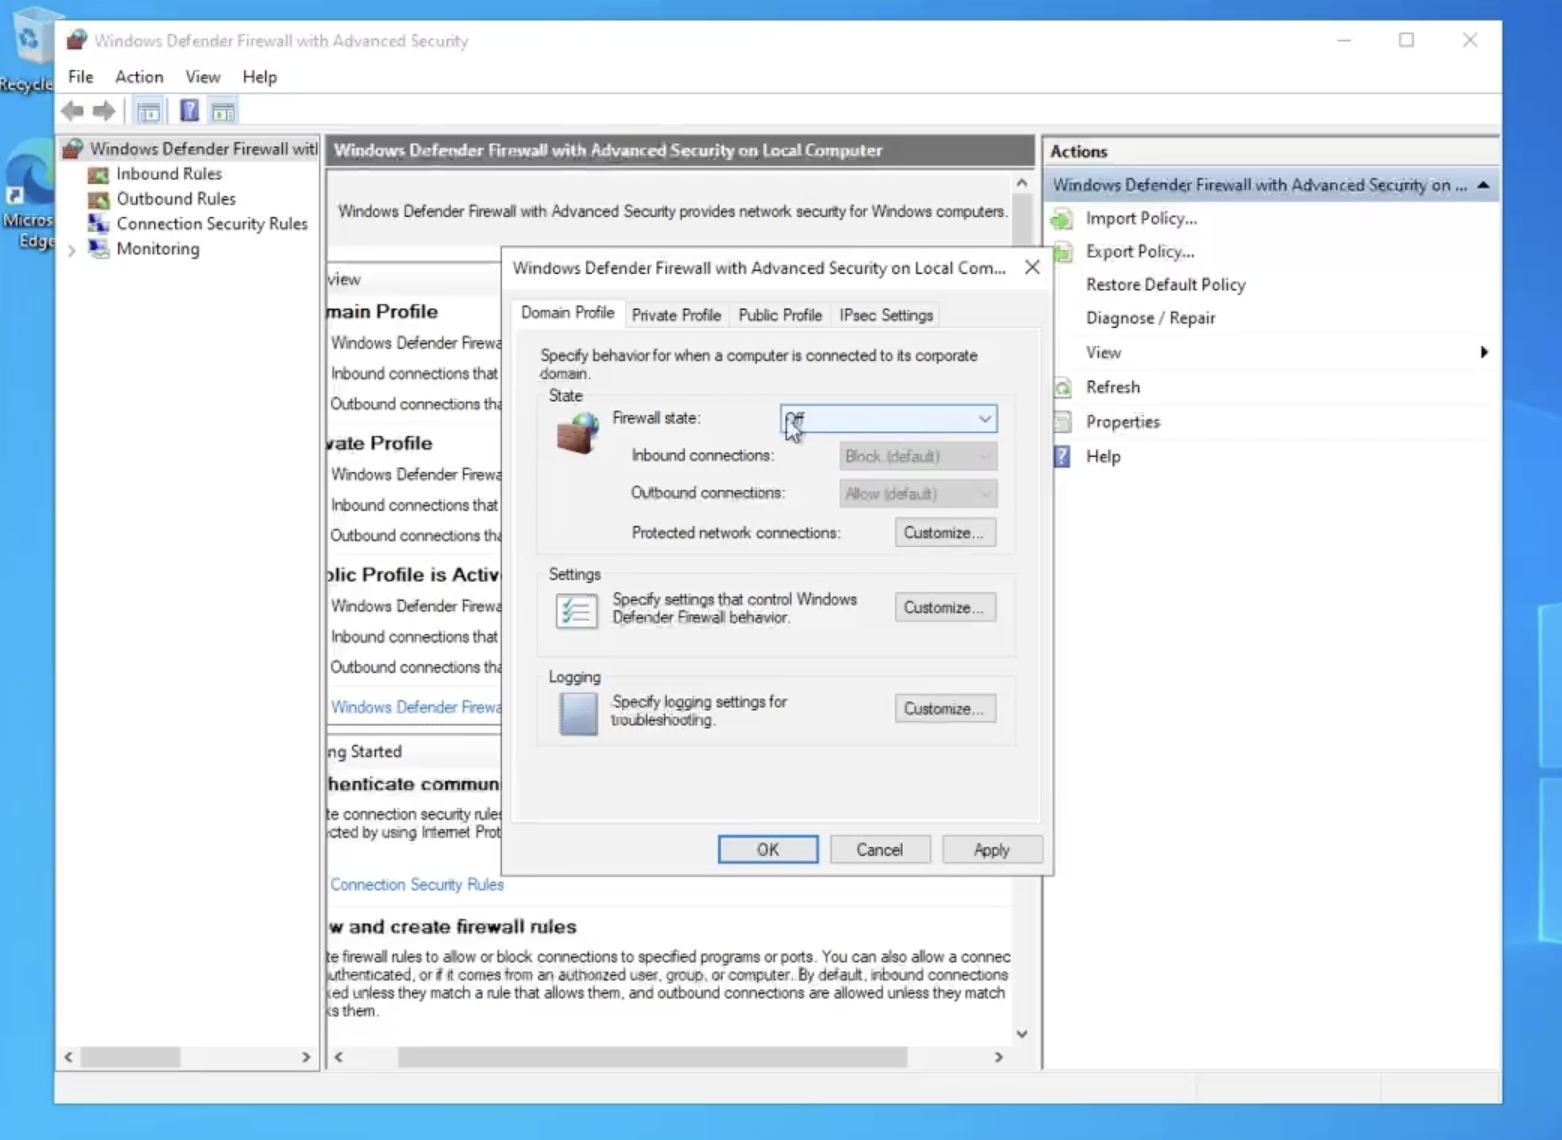 Recycle
Micros
Edge
Windows Defender Firewall with Advanced Security
File Action View Help
Windows Defender Firewall wit
Inbound Rules
Outbound Rules
Connection Security Rules
Monitoring
Windows Defender Firewall with Advanced Security on Local Computer
Windows Defender Firewall with Advanced Security provides network security for Windows computers.
view
main Profile
Windows Defender Firewa
Inbound connections that
Outbound connections tha
vate Profile
Windows Defender Firewa
Inbound connections that
Outbound connections tha
blic Profile is Activ
Windows Defender Firewa
Inbound connections that
Outbound connections tha
Windows Defender Firewa
ng Started
henticate commun
te connection security rules
cted by using Internet Prot
Connection Security Rules
w and create firewall rules
te firewall rules to allow or block connections to specified programs or ports. You can also allow a connec
uthenticated, or if it comes from an authorized user, group, or computer. By default, inbound connections
ked unless they match a rule that allows them, and outbound connections are allowed unless they match
ks them.
Windows Defender Firewall with Advanced Security on Local Com...
Domain Profile Private Profile Public Profile IPsec Settings
Specify behavior for when a computer is connected to its corporate
domain.
State
Firewall state: Off
Inbound connections: Block (default)
Outbound connections: Allow (default)
Protected network connections: Customize...
Settings
Specify settings that control Windows
Defender Firewall behavior.
Customize...
Logging
Specify logging settings for
troubleshooting.
Customize...
OK Cancel Apply
Actions
Windows Defender Firewall with Advanced Security on ...
Import Policy...
Export Policy...
Restore Default Policy
Diagnose / Repair
View
Refresh
Properties
Help